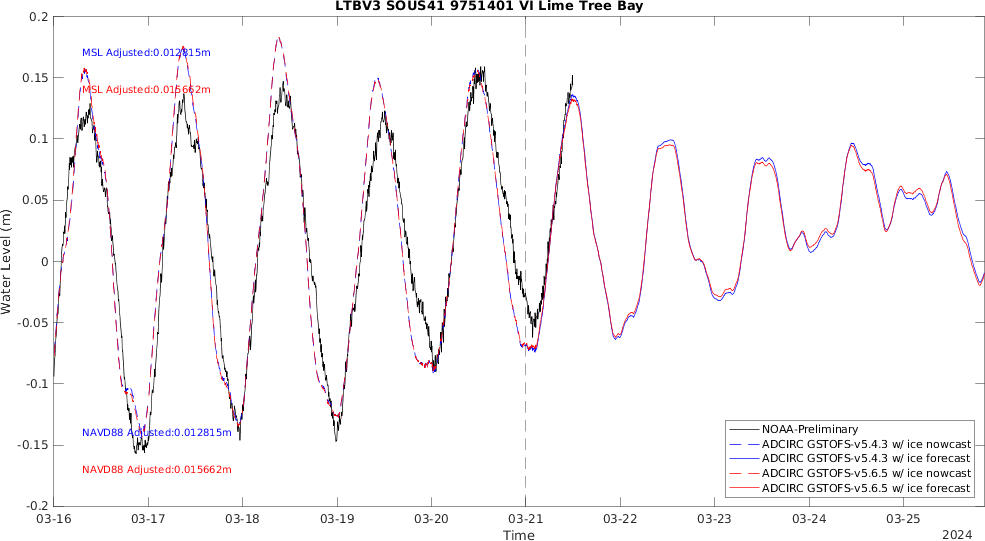 LTBV3 SOUS41 9751401 VI Lime Tree Bay
0.2
0.15
0.1
0.05
0
-0.05
-0.1
-0.15
-0.2
Water Level (m)
MSL Adjusted:0.012815m
MSL Adjusted:0.015662m
NAVD88 Adjusted:0.012815m
NAVD88 Adjusted:0.015662m
NOAA-Preliminary
ADCIRC GSTOFS-v5.4.3 w/ ice nowcast
ADCIRC GSTOFS-v5.4.3 w/ ice forecast
ADCIRC GSTOFS-v5.6.5 w/ ice nowcast
ADCIRC GSTOFS-v5.6.5 w/ ice forecast
03-16 03-17 03-18 03-19 03-20 03-21 03-22 03-23 03-24 03-25
Time
2024